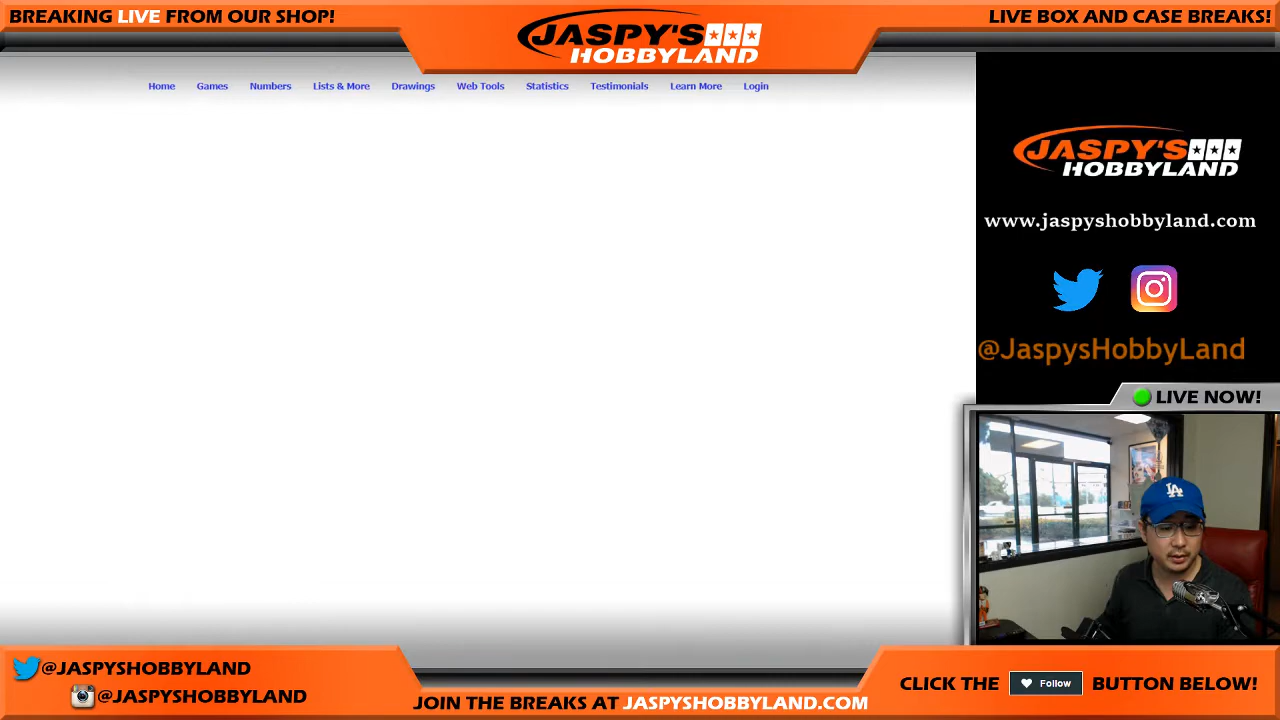 BREAKING LIVE FROM OUR SHOP!
JASPY'S
HOBBYLAND
LIVE BOX AND CASE BREAKS!
Home Games Numbers Lists & More Drawings Web Tools Statistics Testimonials Learn More Login
JASPY'S
HOBBYLAND
www.jaspyshobbyland.com
@JaspysHobbyLand
LIVE NOW!
LA
@JASPYSHOBBYLAND
@JASPYSHOBBYLAND
JOIN THE BREAKS AT JASPYSHOBBYLAND.COM
CLICK THE Follow BUTTON BELOW!